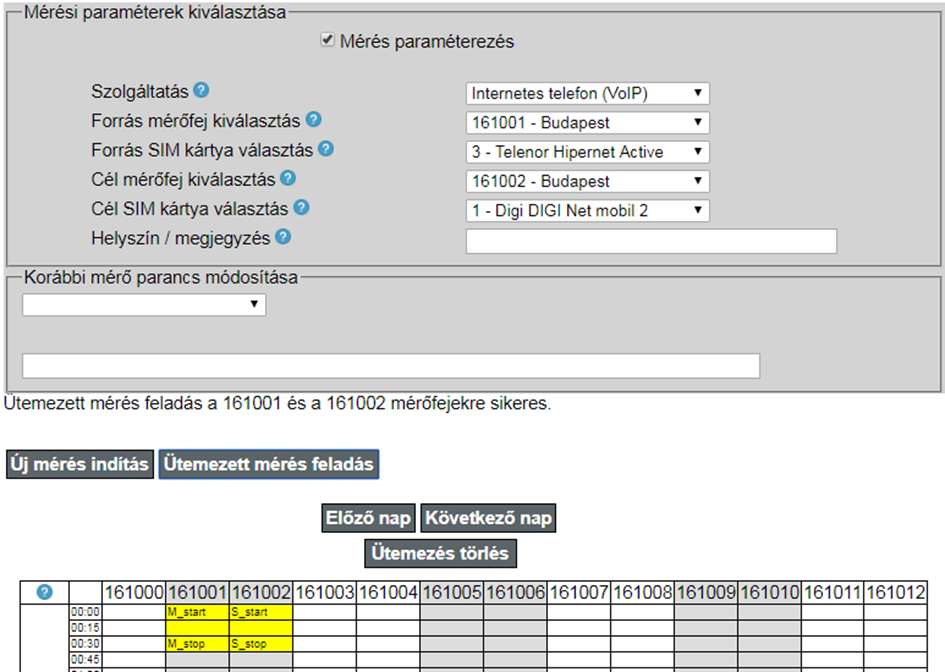 Mérési paraméterek kiválasztása
Mérés paraméterezés
Szolgáltatás ? Internetes telefon (VoIP)
Forrás mérőfej kiválasztás ? 161001 - Budapest
Forrás SIM kártya választás ? 3 - Telenor Hipernet Active
Cél mérőfej kiválasztás ? 161002 - Budapest
Cél SIM kártya választás ? 1 - Digi DIGI Net mobil 2
Helyszín / megjegyzés ?
Korábbi mérő parancs módosítása
Ütemezett mérés feladás a 161001 és a 161002 mérőfejekre sikeres.
Új mérés indítás Ütemezett mérés feladás
Előző nap Következő nap
Ütemezés törlés
? 161000 161001 161002 161003 161004 161005 161006 161007 161008 161009 161010 161011 161012
00:00 M_start S_start
00:15
00:30 M_stop S_stop
00:45